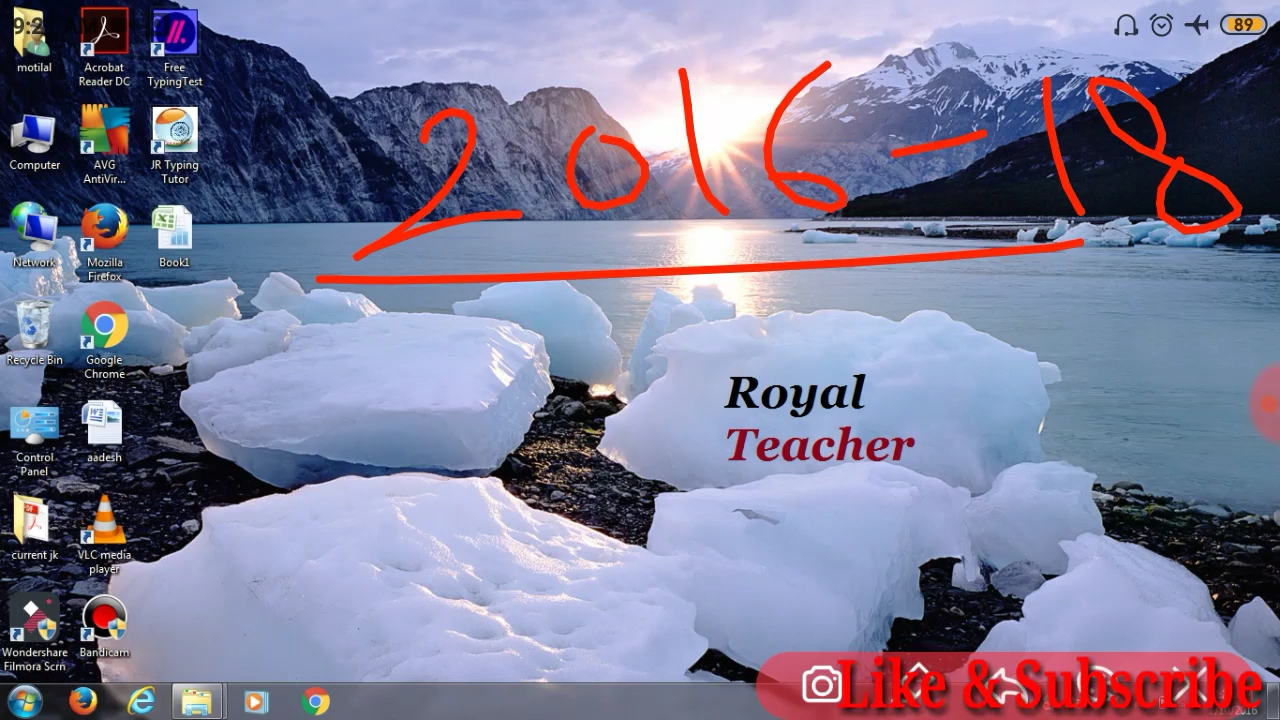 9:2
89
motilal
Acrobat Reader DC
Free TypingTest
2016-18
Computer
AVG AntiVir...
JR Typing Tutor
Network
Mozilla Firefox
Book1
Recycle Bin
Google Chrome
Royal
Teacher
Control Panel
aadesh
current jk
VLC media player
Wondershare Filmora Scrn
Bandicam
Like & Subscribe